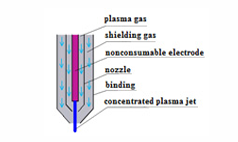 plasma gas
shielding gas
nonconsumable electrode
nozzle
binding
concentrated plasma jet